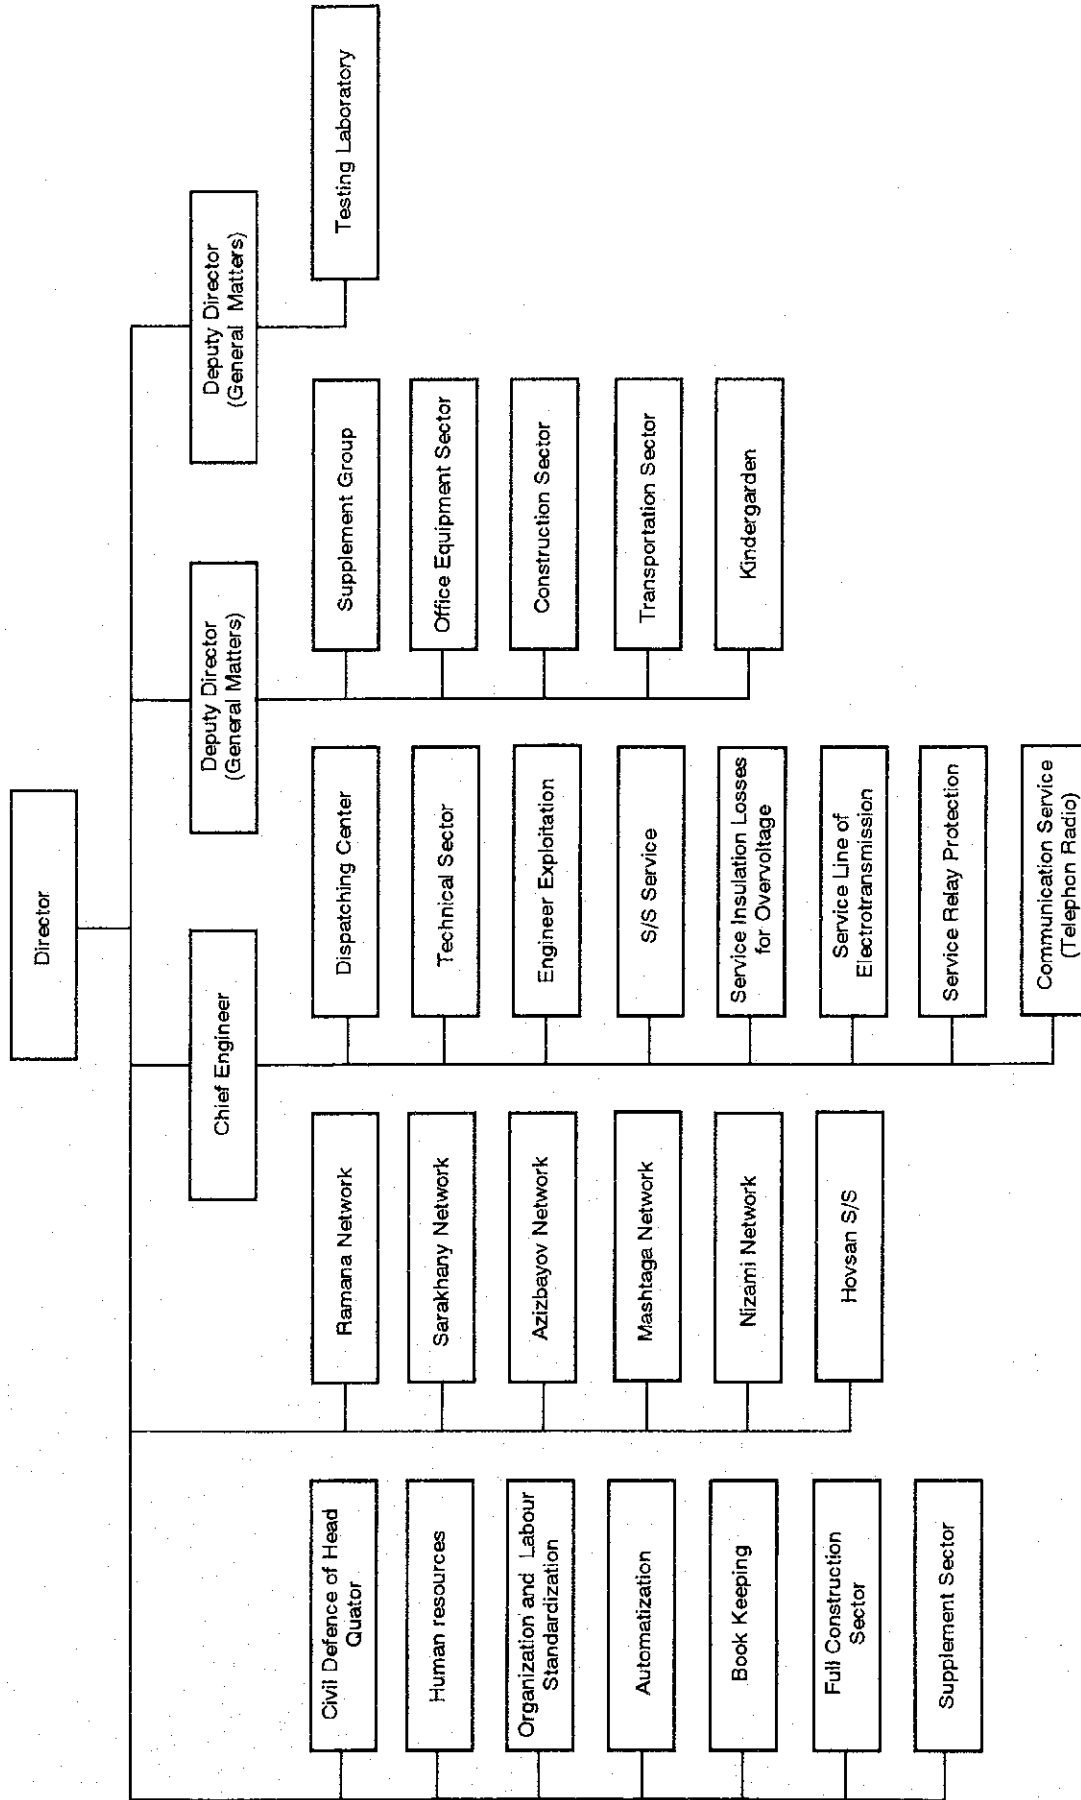 Director
Chief Engineer
Deputy Director
(General Matters)
Deputy Director
(General Matters)
Civil Defence of Head
Quator
Human resources
Organization and Labour
Standardization
Automatization
Book Keeping
Full Construction
Sector
Supplement Sector
Ramana Network
Sarakhany Network
Azizbayov Network
Mashtaga Network
Nizami Network
Hovsan S/S
Dispatching Center
Technical Sector
Engineer Exploitation
S/S Service
Service Insulation Losses
for Overvoltage
Service Line of
Electrotransmission
Service Relay Protection
Communication Service
(Telephon Radio)
Supplement Group
Office Equipment Sector
Construction Sector
Transportation Sector
Kindergarden
Testing Laboratory